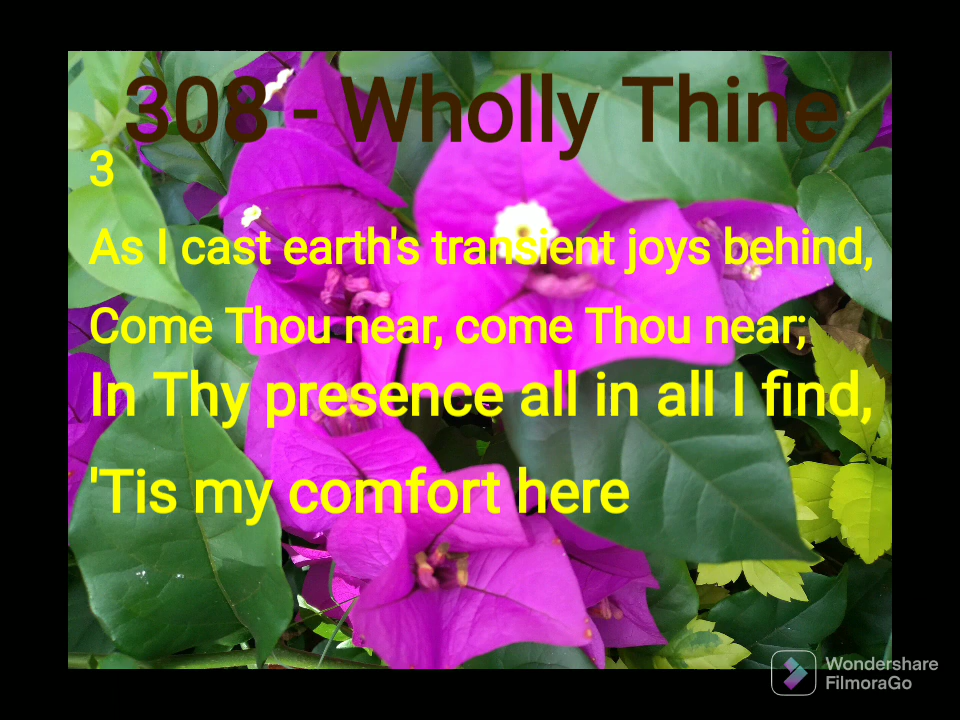 308 - Wholly Thine
3
As I cast earth's transient joys behind,
Come Thou near, come Thou near;
In Thy presence all in all I find,
'Tis my comfort here
Wondershare
FilmoraGo